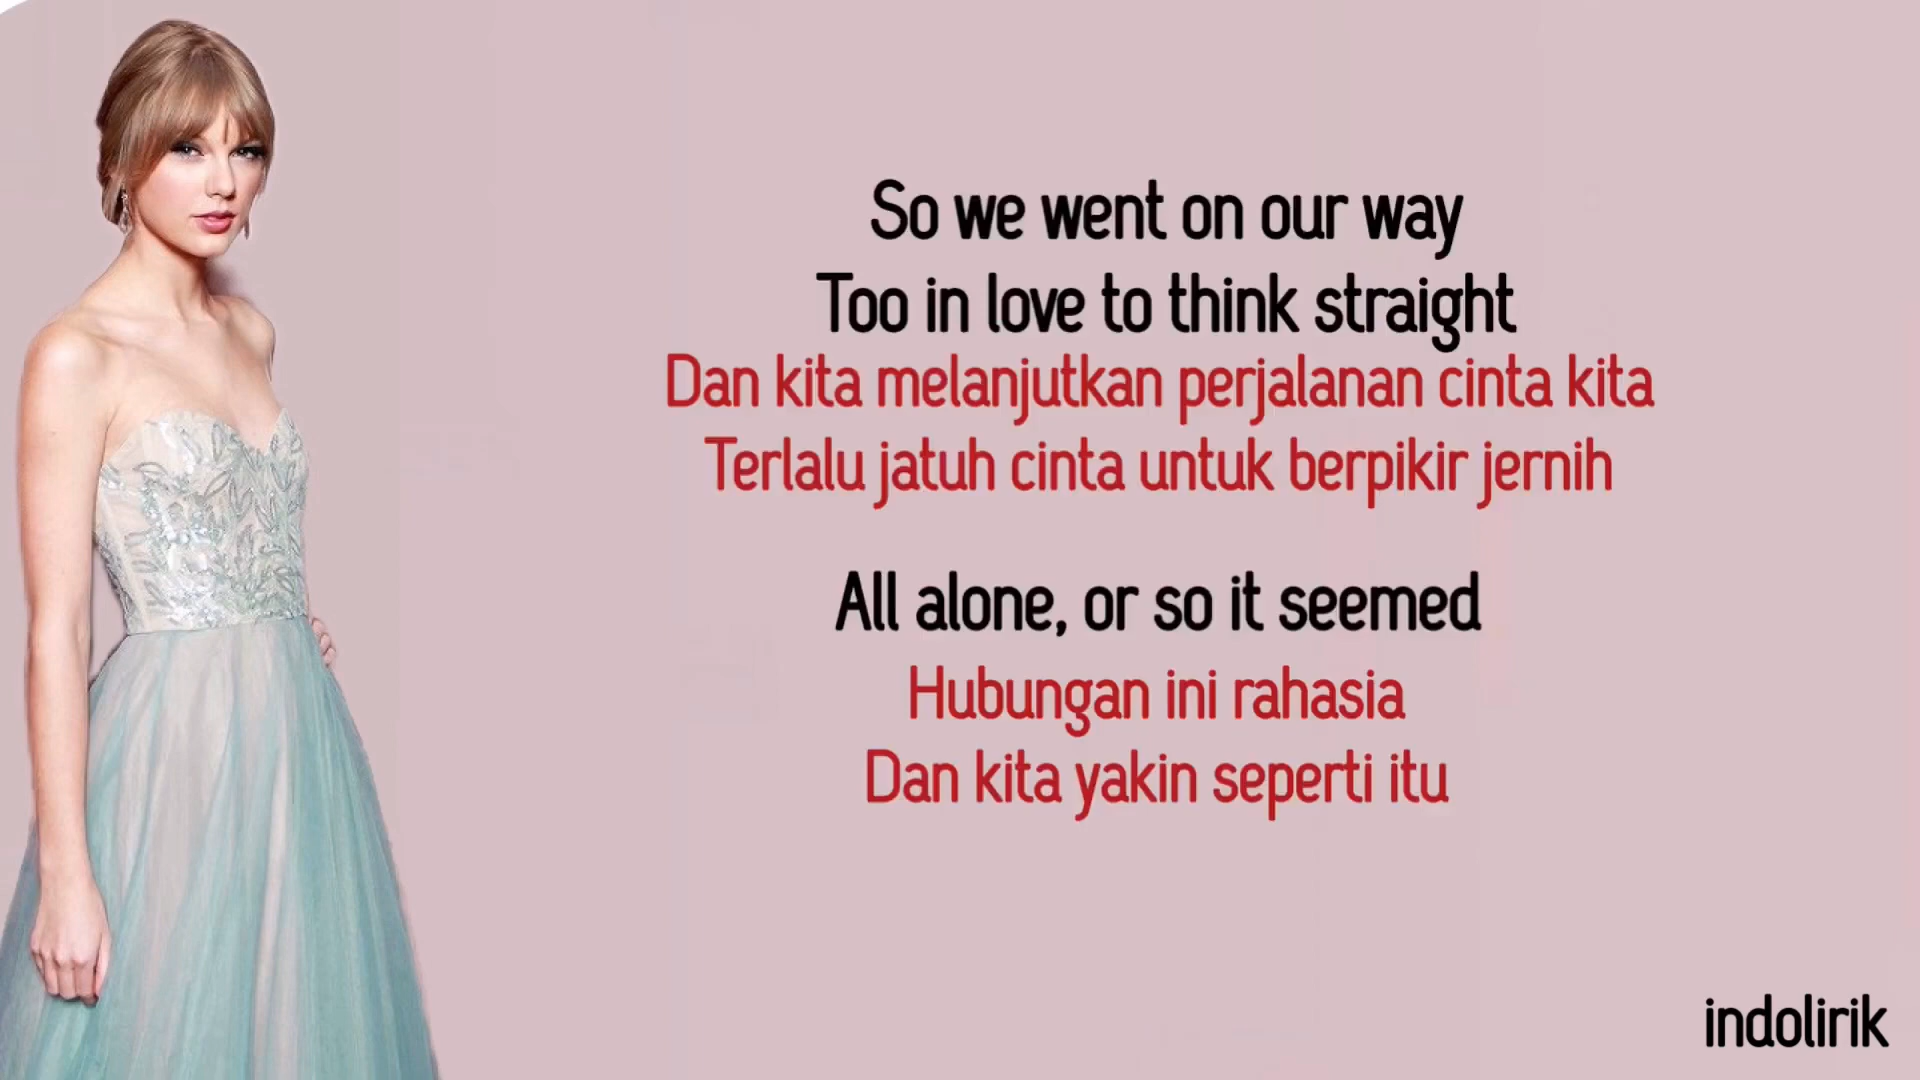 So we went on our way
Too in love to think straight
Dan kita melanjutkan perjalanan cinta kita
Terlalu jatuh cinta untuk berpikir jernih
All alone, or so it seemed
Hubungan ini rahasia
Dan kita yakin seperti itu
indolirik